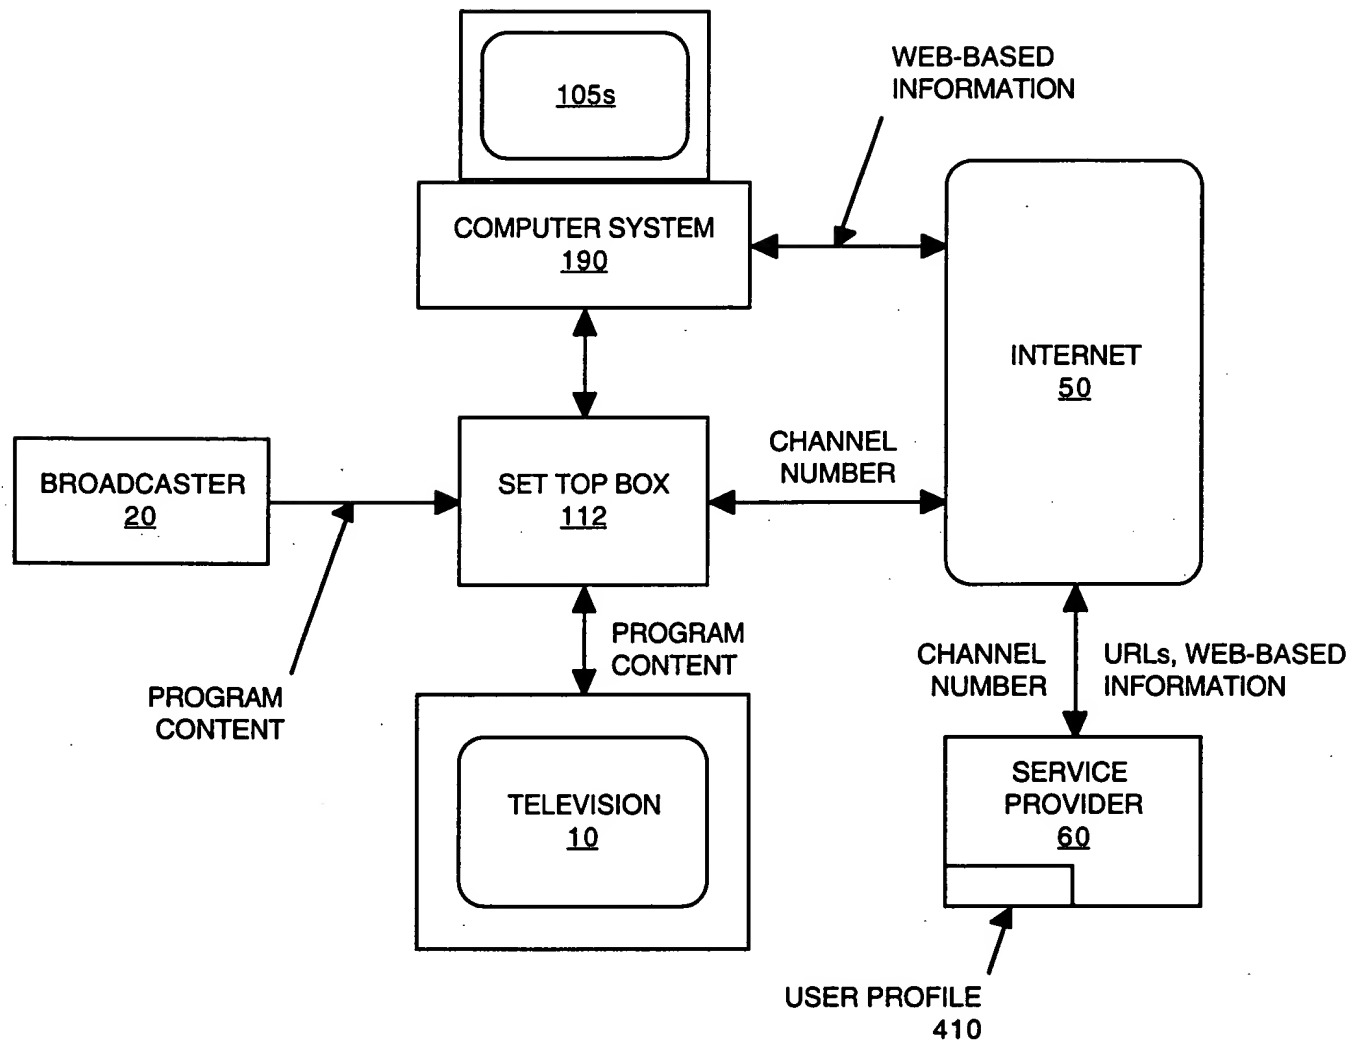 105s
WEB-BASED
INFORMATION
COMPUTER SYSTEM
190
INTERNET
50
BROADCASTER
20
SET TOP BOX
112
CHANNEL
NUMBER
PROGRAM
CONTENT
PROGRAM
CONTENT
CHANNEL
NUMBER
URLs, WEB-BASED
INFORMATION
TELEVISION
10
SERVICE
PROVIDER
60
USER PROFILE
410